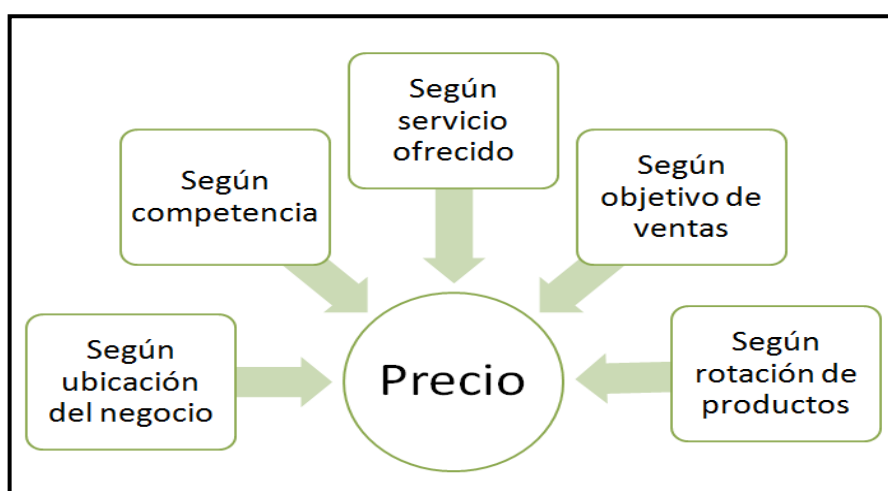 Según
servicio
ofrecido
Según
competencia
Según
objetivo de
ventas
Según
ubicación
del negocio
Precio
Según
rotación de
productos